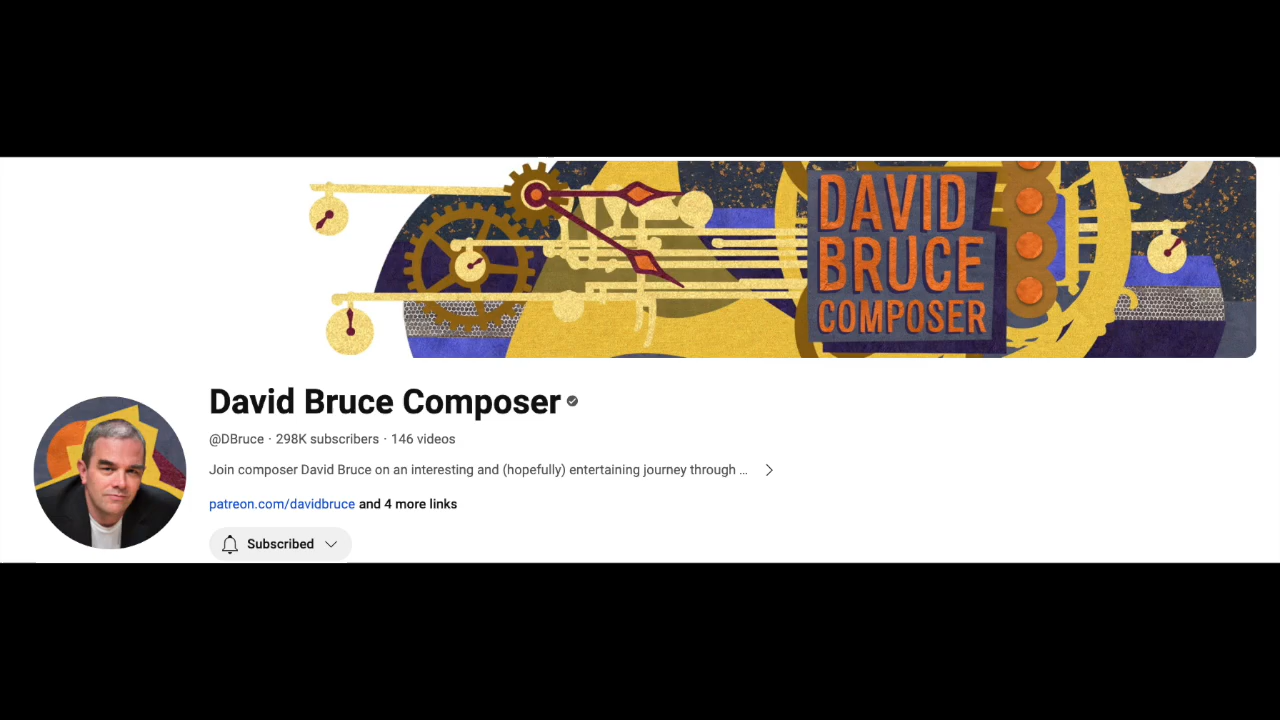 DAVID
BRUCE
COMPOSER
David Bruce Composer
@DBruce · 298K subscribers · 146 videos
Join composer David Bruce on an interesting and (hopefully) entertaining journey through ...
patreon.com/davidbruce and 4 more links
Subscribed